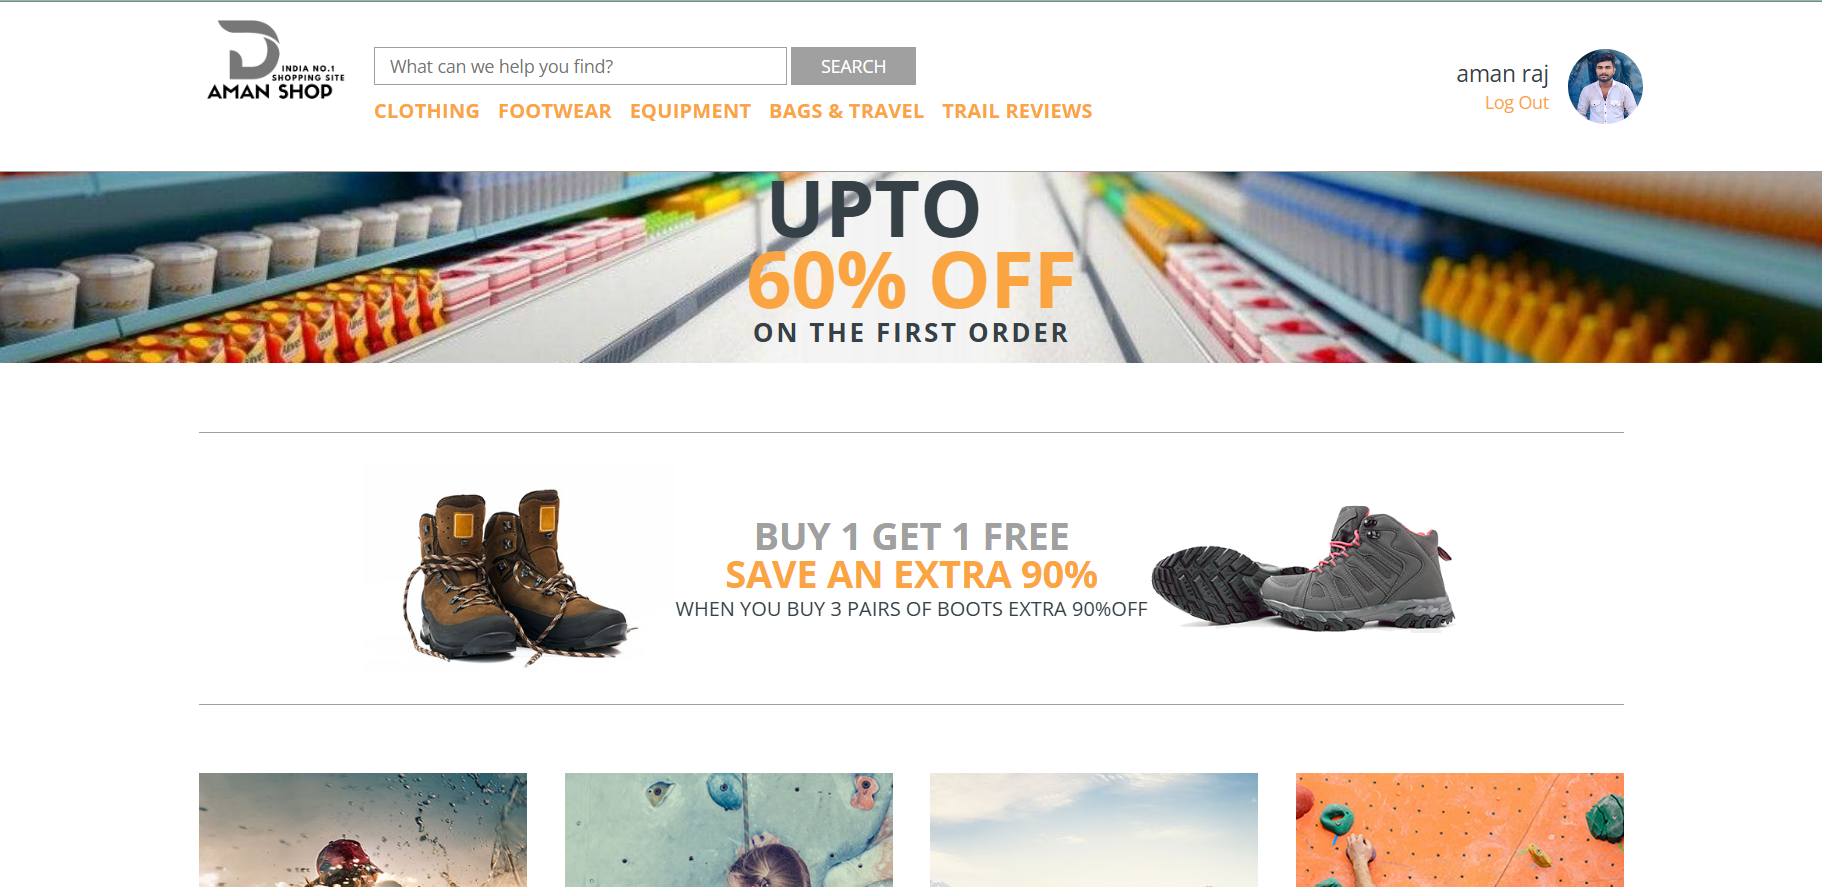 INDIA NO.1
SHOPPING SITE
AMAN SHOP
What can we help you find?
SEARCH
CLOTHING FOOTWEAR EQUIPMENT BAGS & TRAVEL TRAIL REVIEWS
aman raj
Log Out
UPTO
60% OFF
ON THE FIRST ORDER
BUY 1 GET 1 FREE
SAVE AN EXTRA 90%
WHEN YOU BUY 3 PAIRS OF BOOTS EXTRA 90%OFF